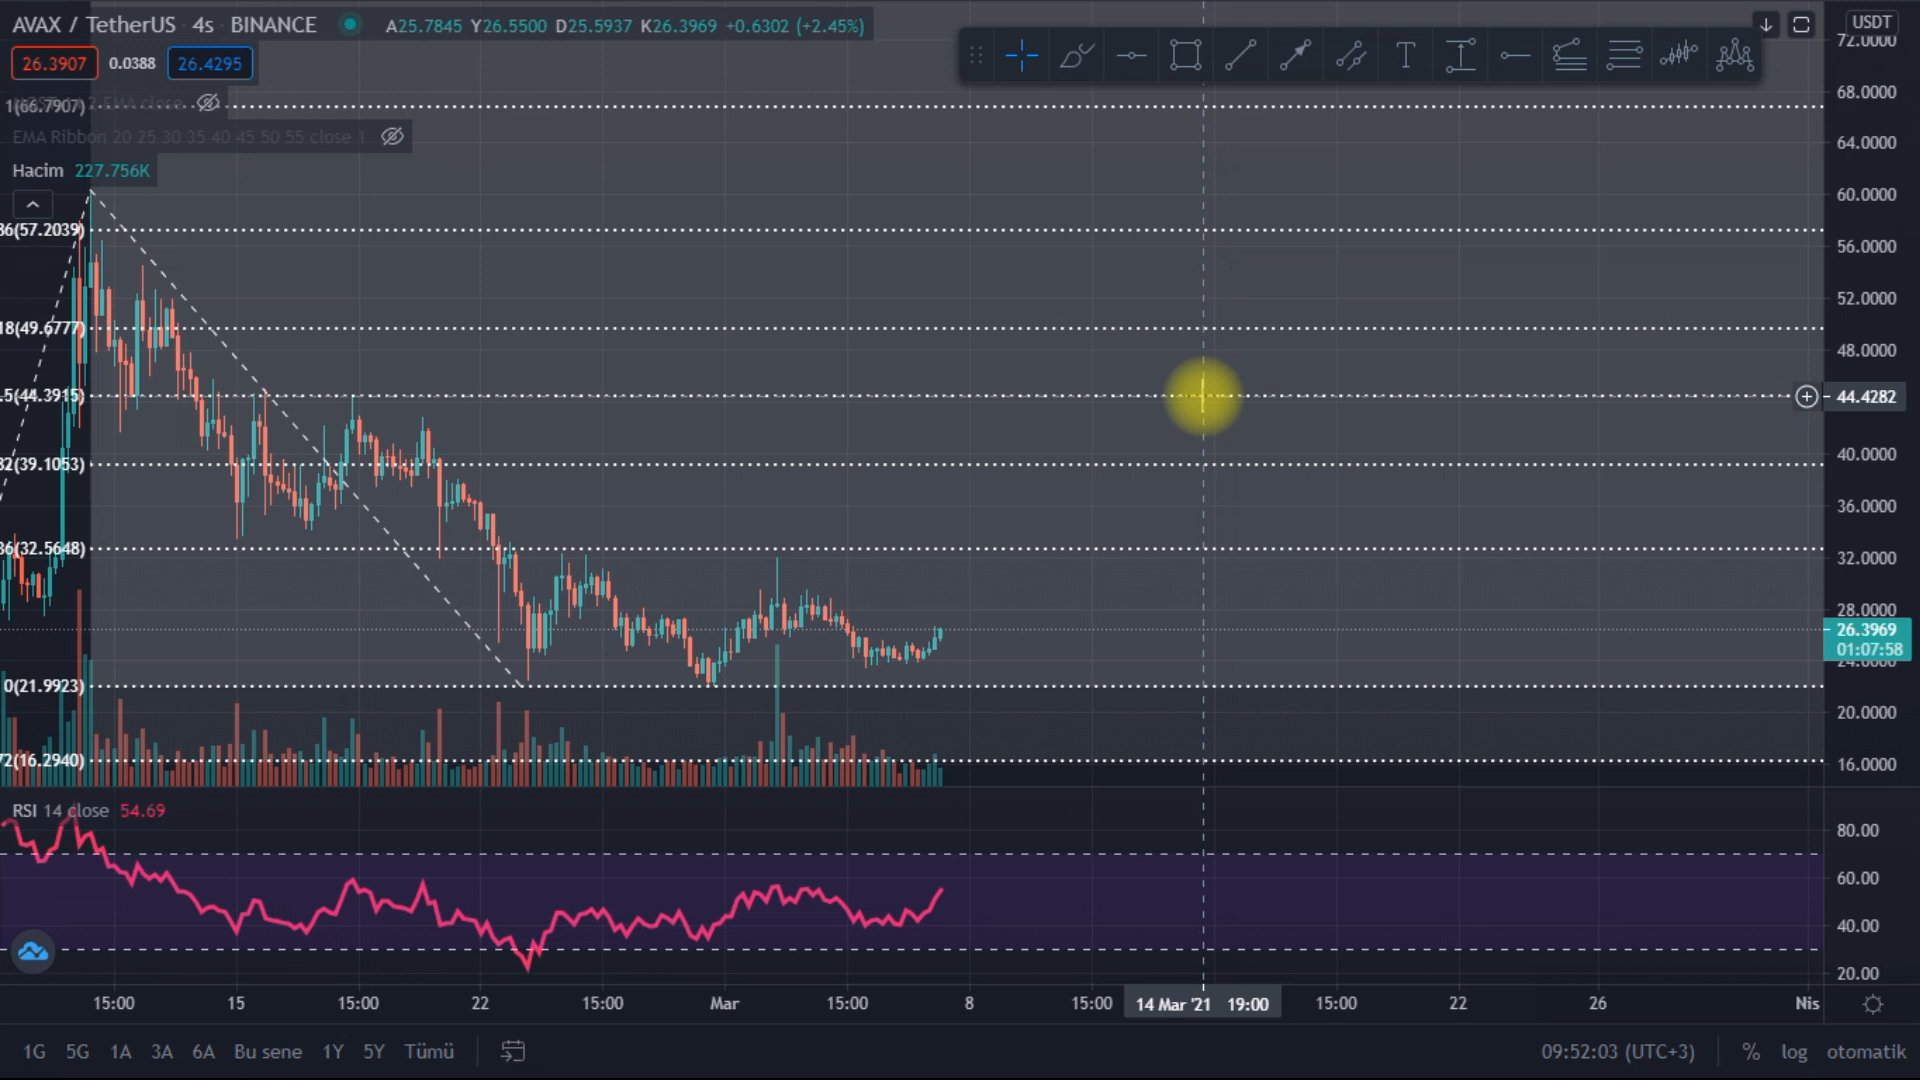 AVAX / TetherUS 4s BINANCE A25.7845 Y26.5500 D25.5937 K26.3969 +0.6302 (+2.45%)
USDT
72.0000
26.3907 0.0388 26.4295
T
68.0000
1(66.7907)
2 EMA close
EMA Ribbon 20 25 30 35 40 45 50 55 close 1
64.0000
Hacim 227.756K
60.0000
86(57.2039)
56.0000
52.0000
18(49.6777)
48.0000
.5(44.3915)
44.4282
40.0000
82(39.1053)
36.0000
36(32.5648)
32.0000
28.0000
26.3969
01:07:58
24.0000
0(21.9923)
20.0000
72(16.2940)
16.0000
RSI 14 close 54.69
80.00
60.00
40.00
20.00
15:00 15 15:00 22 15:00 Mar 15:00 8 15:00 14 Mar '21 19:00 15:00 22 26 Nis
1G 5G 1A 3A 6A Bu sene 1Y 5Y Tümü
09:52:03 (UTC+3) % log otomatik